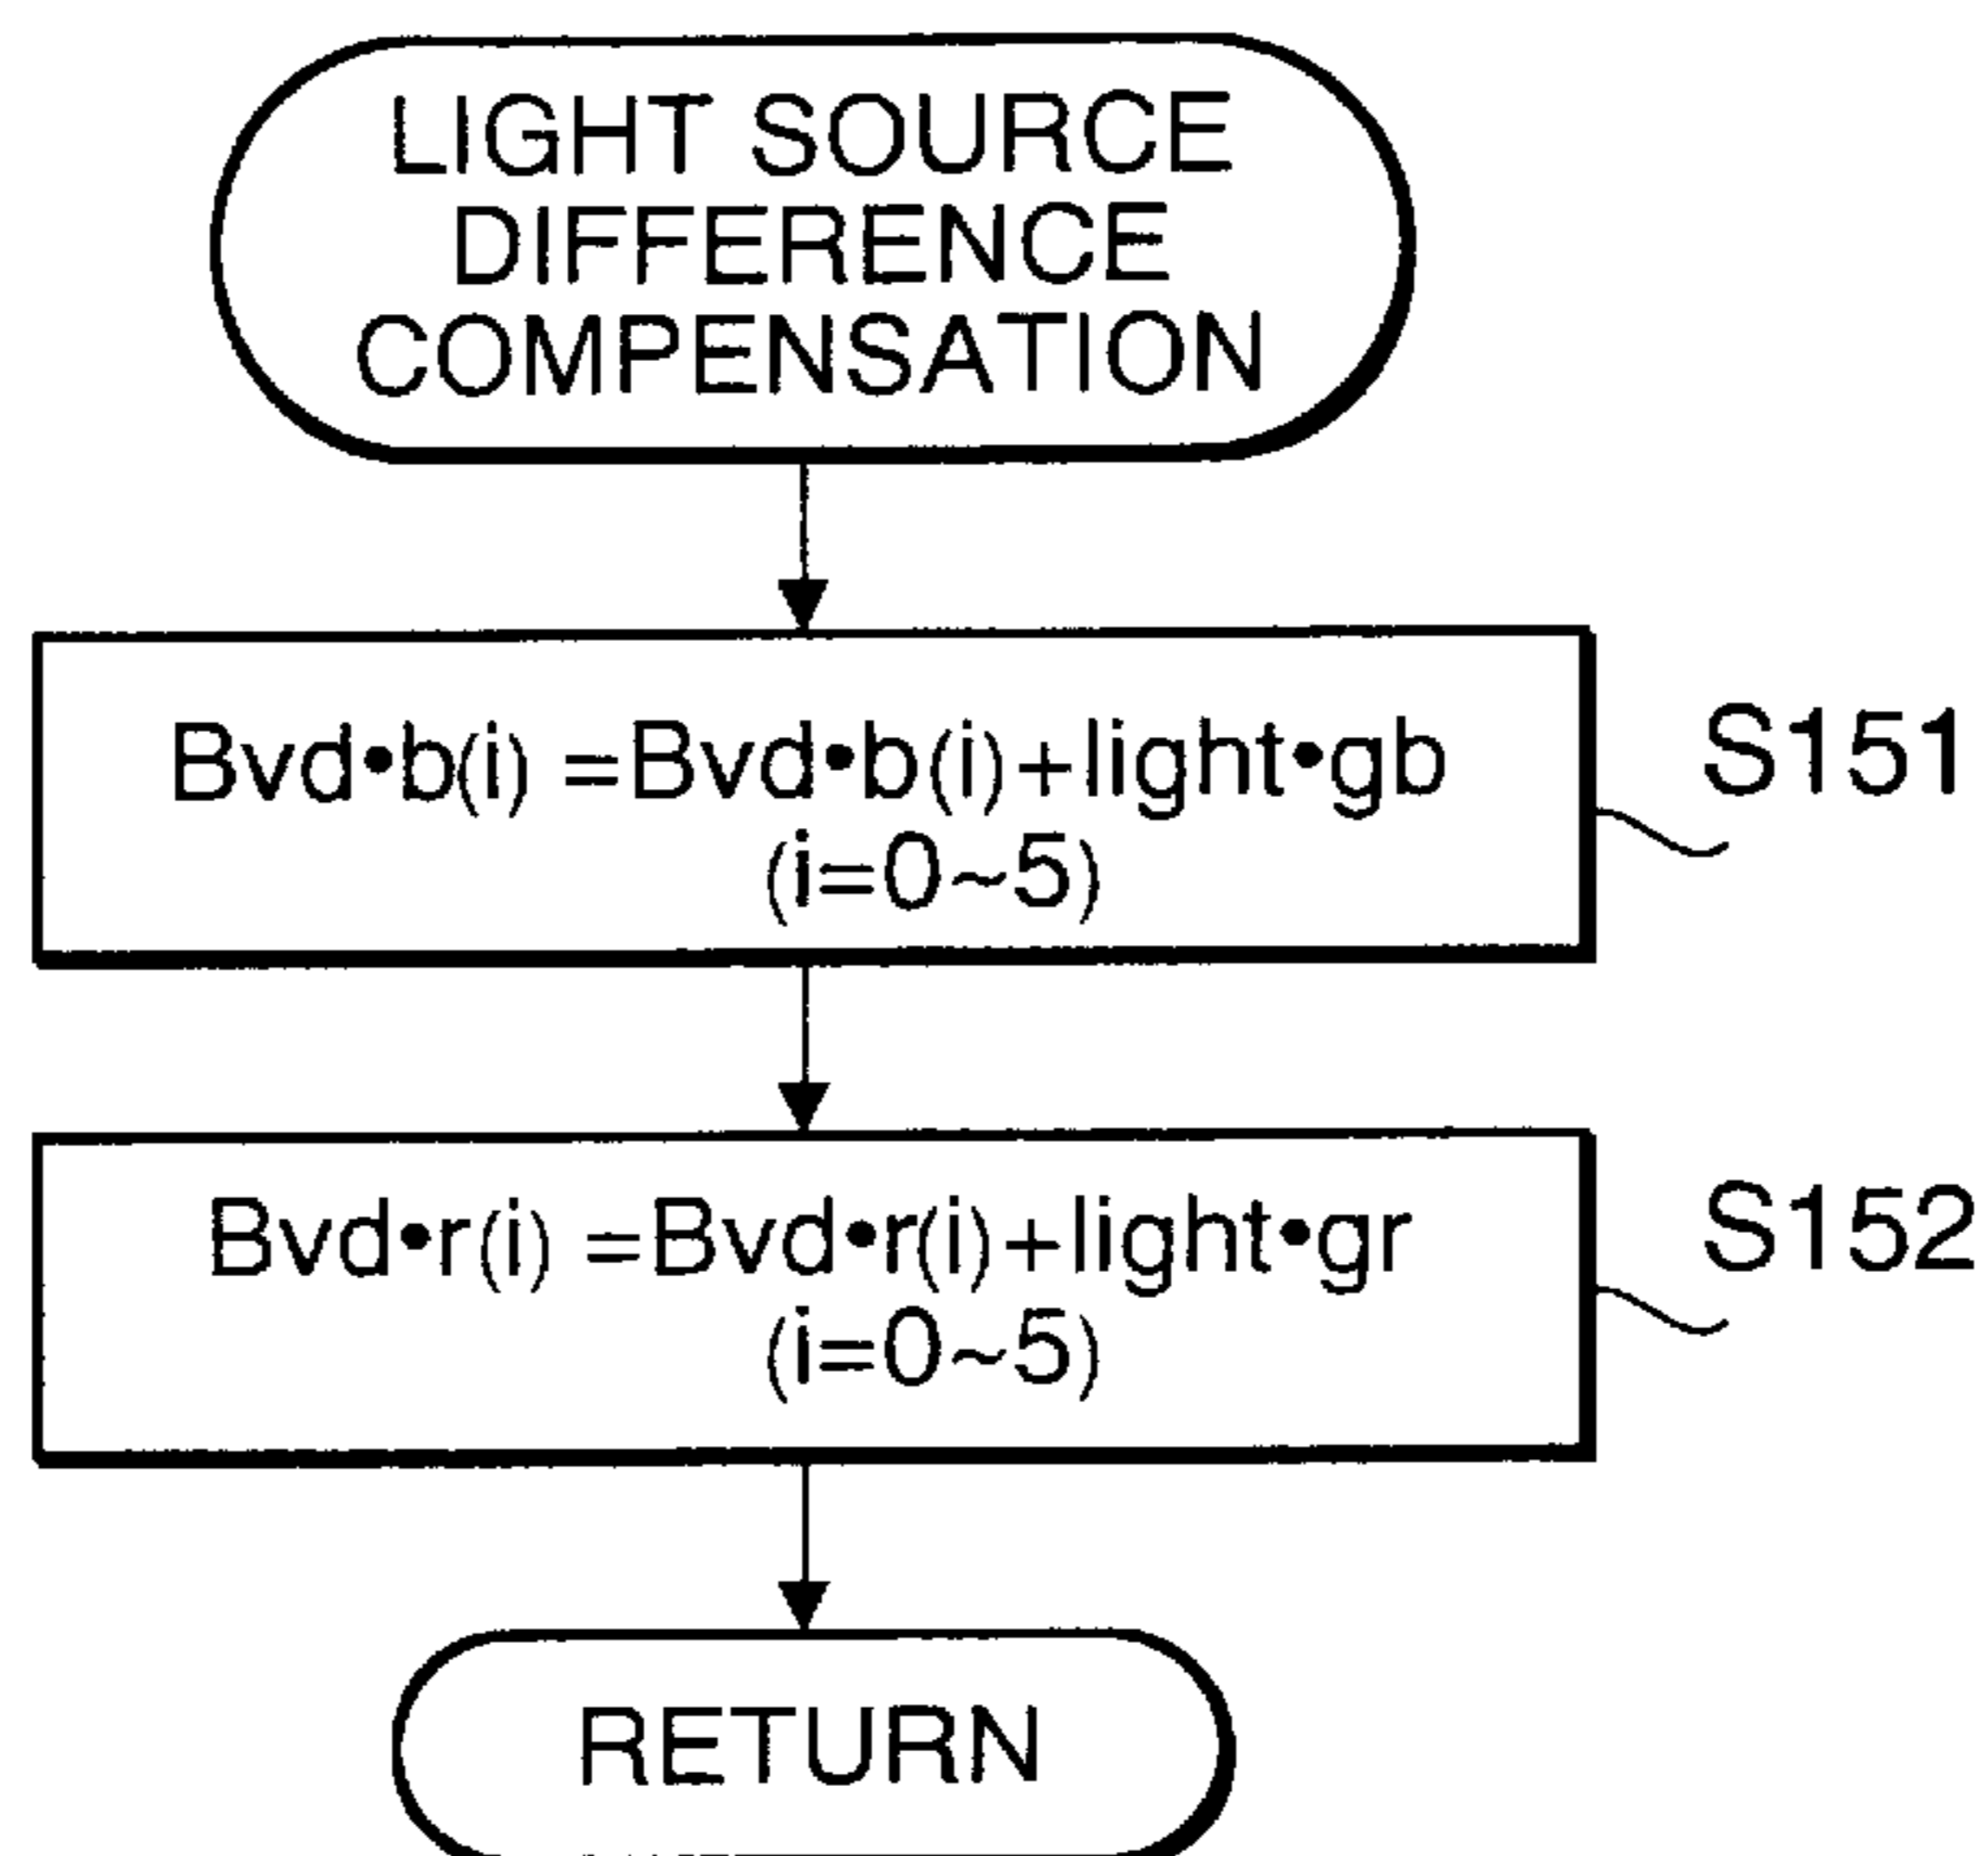 LIGHT SOURCE
DIFFERENCE
COMPENSATION
Bvd•b(i) =Bvd•b(i)+light•gb
(i=0~5)
S151
Bvd•r(i) =Bvd•r(i)+light•gr
(i=0~5)
S152
RETURN